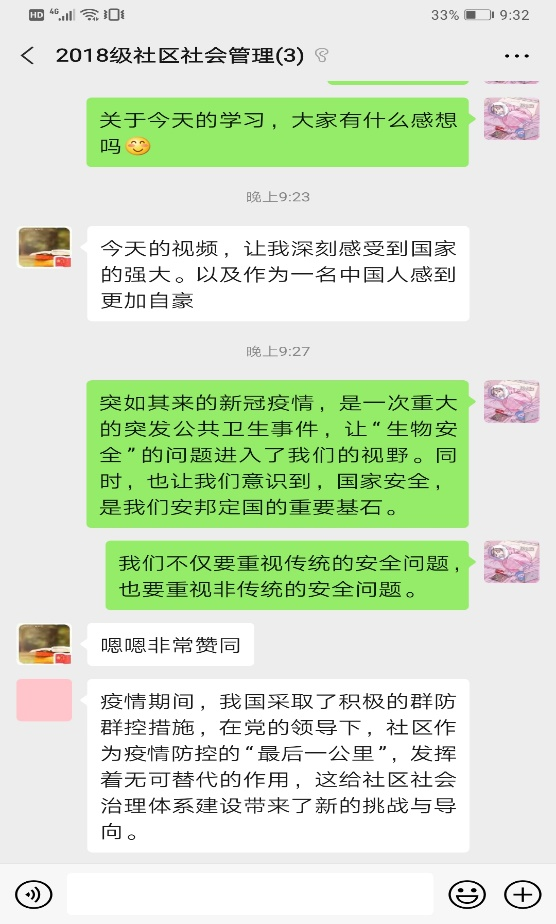 HD 4G 33% 9:32
2018级社区社会管理(3)
关于今天的学习，大家有什么感想
吗😊
晚上9:23
今天的视频，让我深刻感受到国家
的强大。以及作为一名中国人感到
更加自豪
晚上9:27
突如其来的新冠疫情，是一次重大
的突发公共卫生事件，让“生物安
全”的问题进入了我们的视野。同
时，也让我们意识到，国家安全，
是我们安邦定国的重要基石。
我们不仅要重视传统的安全问题，
也要重视非传统的安全问题。
嗯嗯非常赞同
疫情期间，我国采取了积极的群防
群控措施，在党的领导下，社区作
为疫情防控的“最后一公里”，发挥
着无可替代的作用，这给社区社会
治理体系建设带来了新的挑战与导
向。